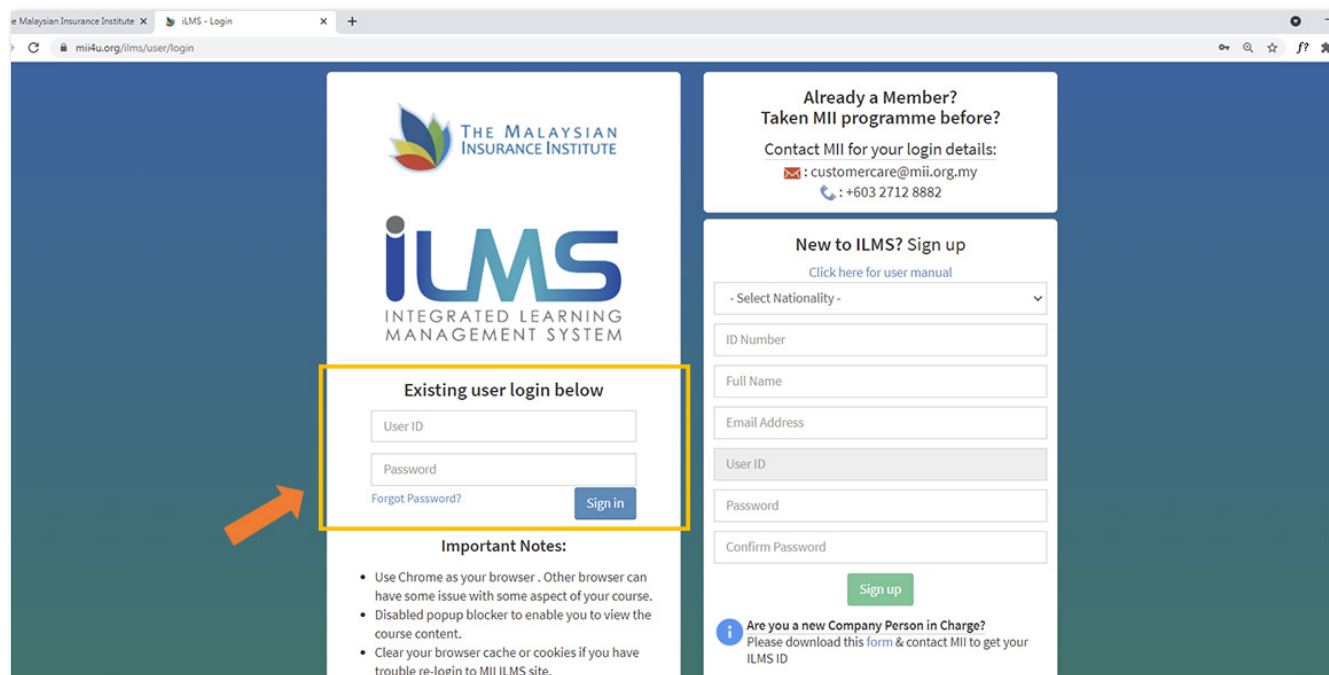 e Malaysian Insurance Institute
iLMS - Login
mii4u.org/ilms/user/login
THE MALAYSIAN
INSURANCE INSTITUTE
iLMS
INTEGRATED LEARNING
MANAGEMENT SYSTEM
Existing user login below
User ID
Password
Forgot Password?
Sign in
Important Notes:
• Use Chrome as your browser . Other browser can
have some issue with some aspect of your course.
• Disabled popup blocker to enable you to view the
course content.
• Clear your browser cache or cookies if you have
trouble re-login to MII ILMS site.
Already a Member?
Taken MII programme before?
Contact MII for your login details:
: customercare@mii.org.my
: +603 2712 8882
New to ILMS? Sign up
Click here for user manual
- Select Nationality -
ID Number
Full Name
Email Address
User ID
Password
Confirm Password
Sign up
Are you a new Company Person in Charge?
Please download this form & contact MII to get your
ILMS ID